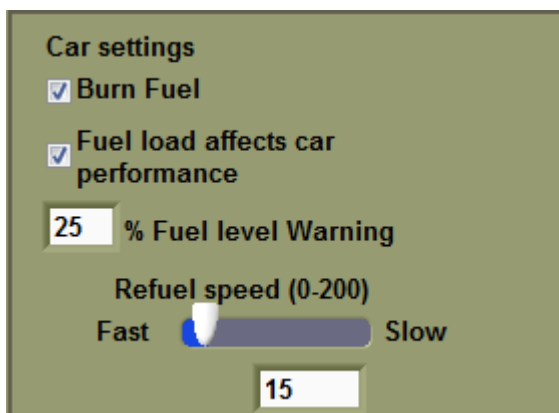 Car settings
Burn Fuel
Fuel load affects car
performance
25 % Fuel level Warning
Refuel speed (0-200)
Fast Slow
15